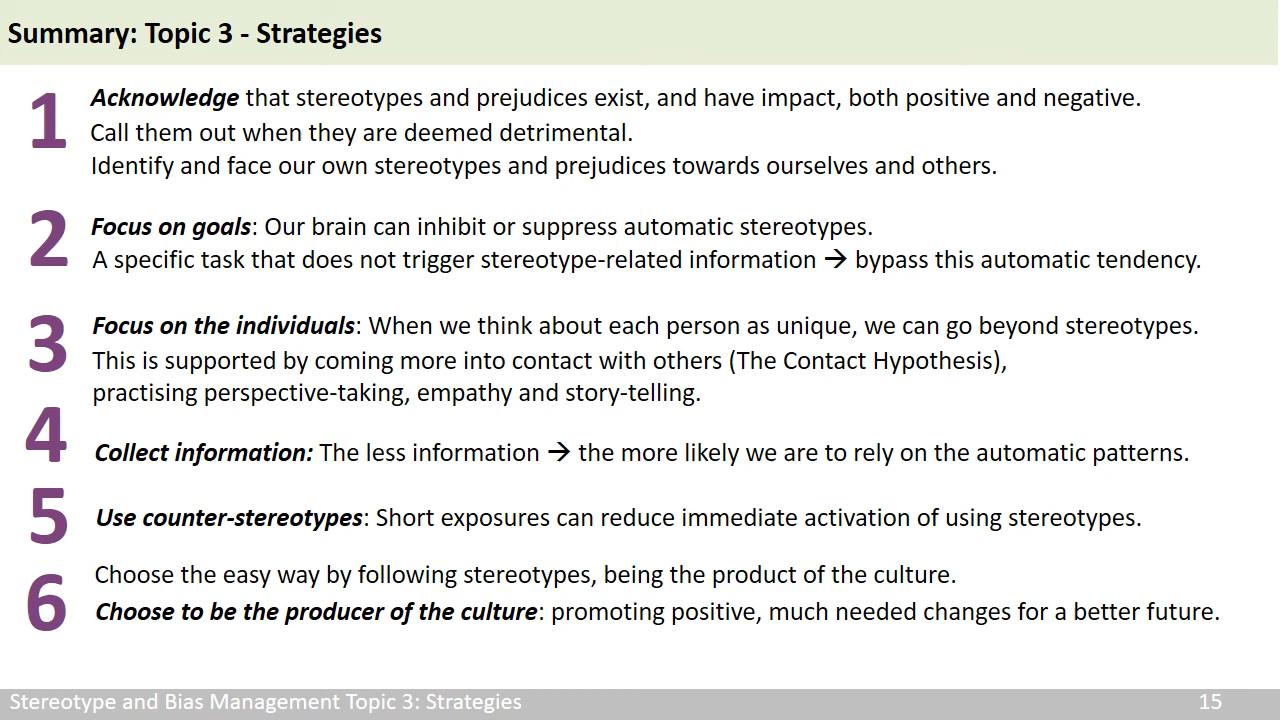 Summary: Topic 3 - Strategies
1
Acknowledge that stereotypes and prejudices exist, and have impact, both positive and negative.
Call them out when they are deemed detrimental.
Identify and face our own stereotypes and prejudices towards ourselves and others.
2
Focus on goals: Our brain can inhibit or suppress automatic stereotypes.
A specific task that does not trigger stereotype-related information → bypass this automatic tendency.
3
Focus on the individuals: When we think about each person as unique, we can go beyond stereotypes.
This is supported by coming more into contact with others (The Contact Hypothesis),
practising perspective-taking, empathy and story-telling.
4
Collect information: The less information → the more likely we are to rely on the automatic patterns.
5
Use counter-stereotypes: Short exposures can reduce immediate activation of using stereotypes.
6
Choose the easy way by following stereotypes, being the product of the culture.
Choose to be the producer of the culture: promoting positive, much needed changes for a better future.
Stereotype and Bias Management Topic 3: Strategies 15